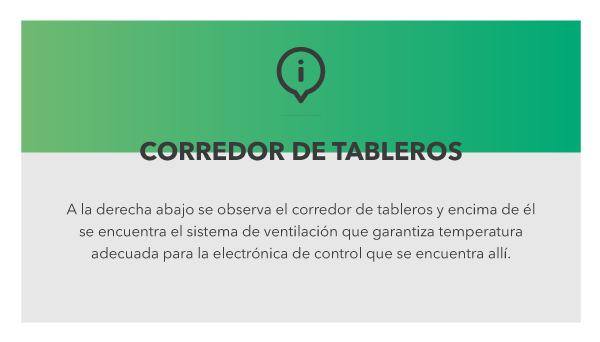 CORREDOR DE TABLEROS
A la derecha abajo se observa el corredor de tableros y encima de él
se encuentra el sistema de ventilación que garantiza temperatura
adecuada para la electrónica de control que se encuentra allí.